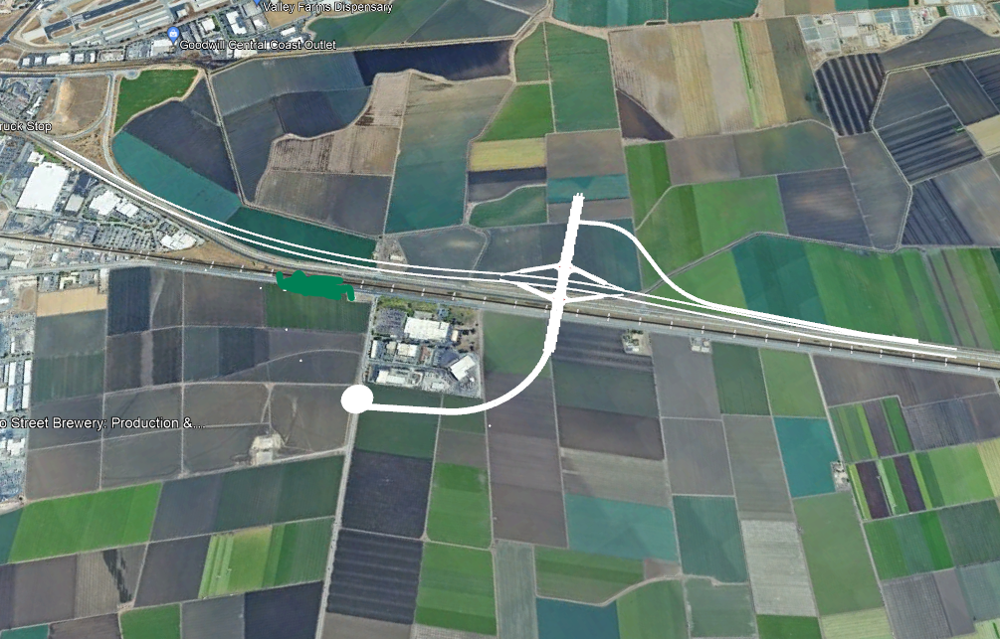 Valley Farms Dispensary
Goodwill Central Coast Outlet
ruck Stop
o Street Brewery: Production &...